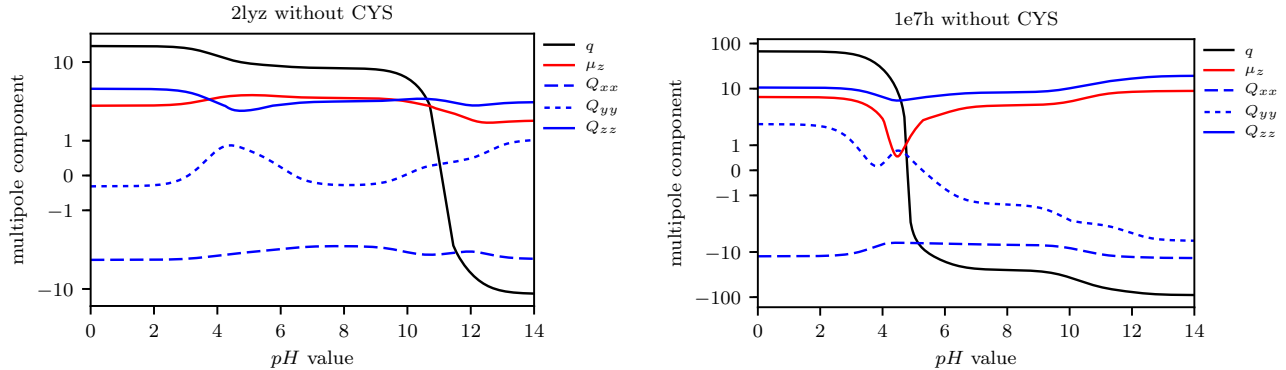 2lyz without CYS
multipole component
10
1
0
−1
−10
0 2 4 6 8 10 12 14
pH value
q
μz
Qxx
Qyy
Qzz
1e7h without CYS
multipole component
100
10
1
0
−1
−10
−100
0 2 4 6 8 10 12 14
pH value
q
μz
Qxx
Qyy
Qzz